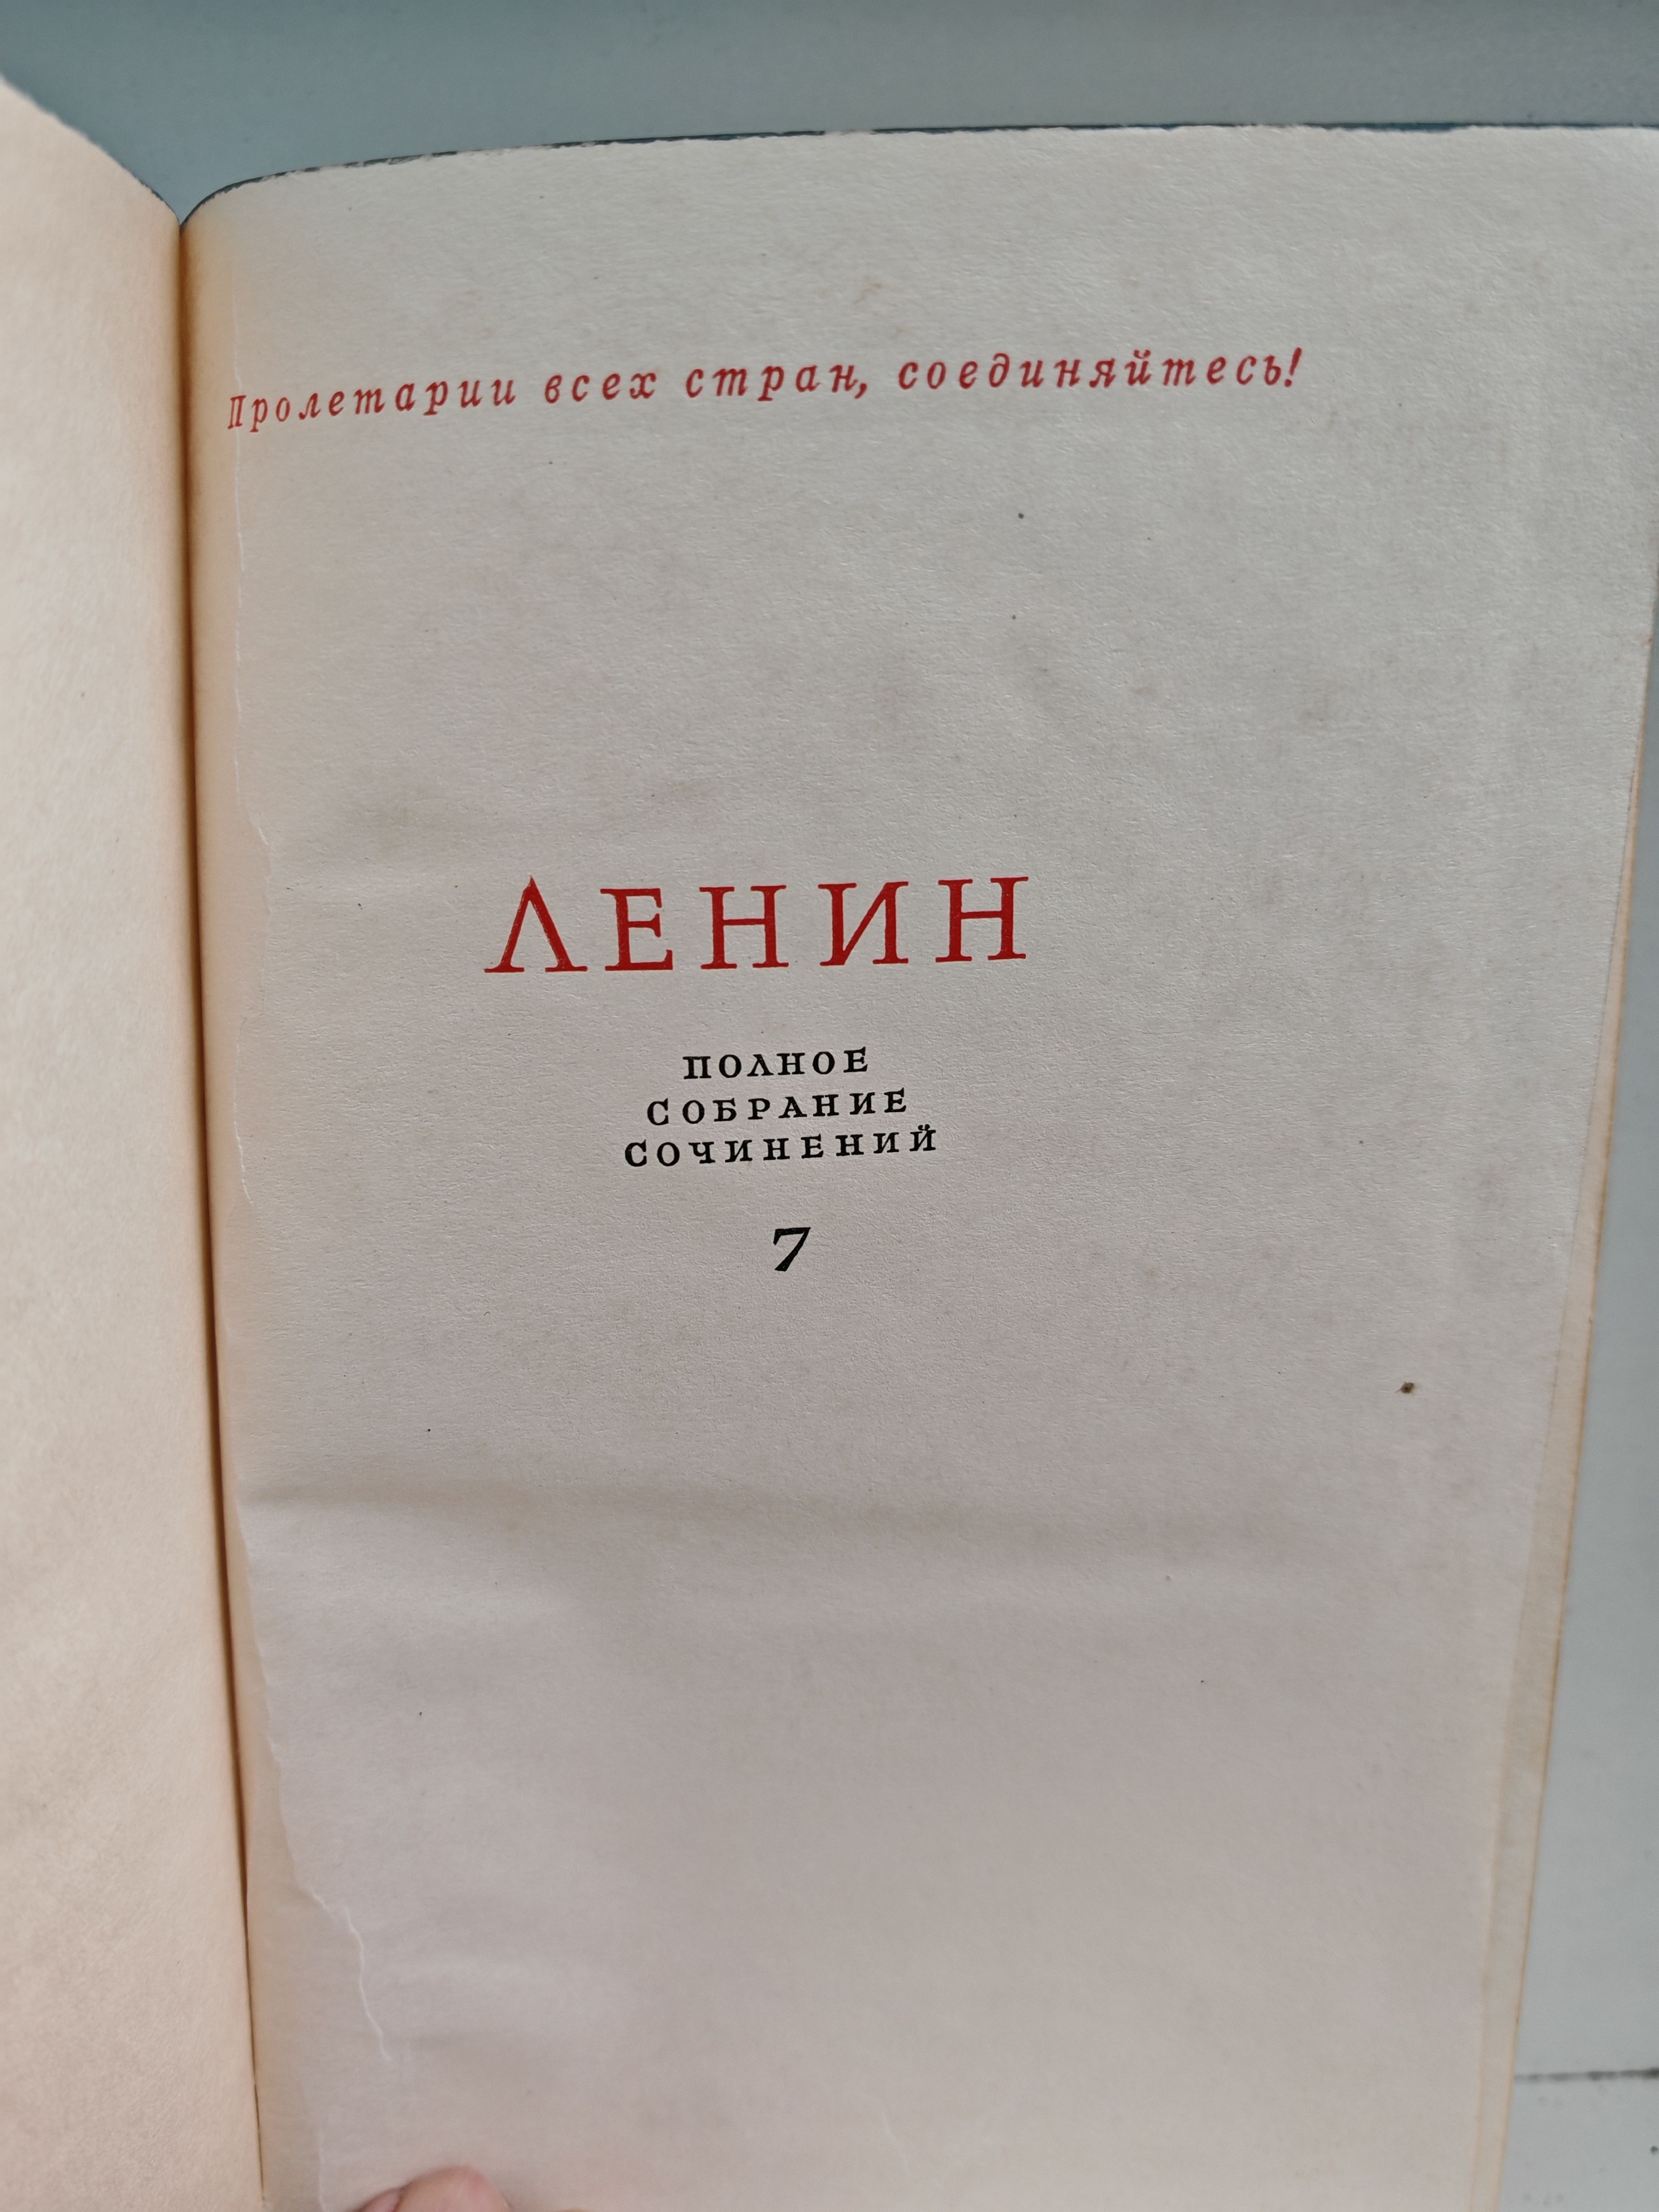 Пролетарии всех стран, соединяйтесь!
ЛЕНИН
ПОЛНОЕ
СОБРАНИЕ
СОЧИНЕНИЙ
7